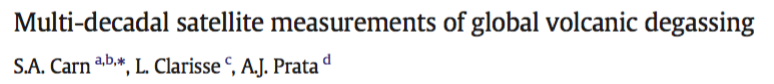 Multi-decadal satellite measurements of global volcanic degassing
S.A. Carn a,b,*, L. Clarisse c, A.J. Prata d